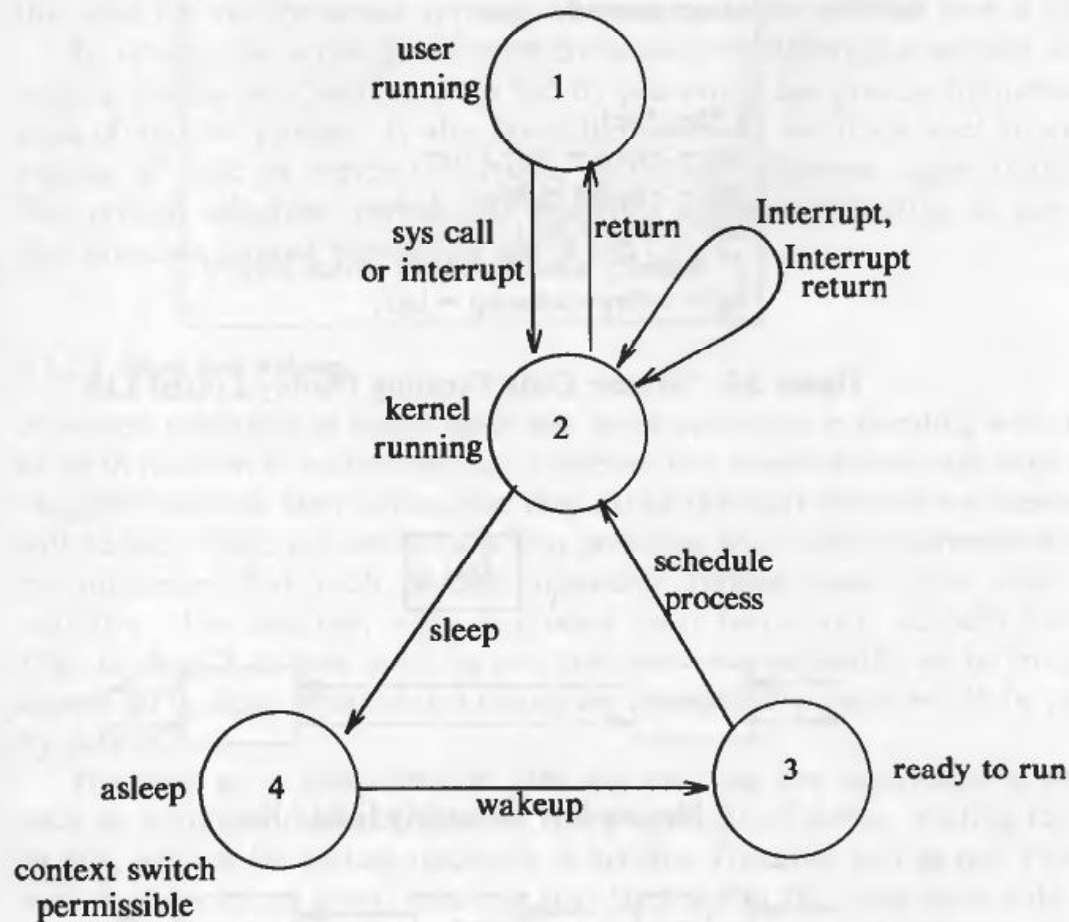 user
running
1
sys call
or interrupt
return
Interrupt,
Interrupt
return
kernel
running
2
sleep
schedule
process
asleep
4
wakeup
3
ready to run
context switch
permissible